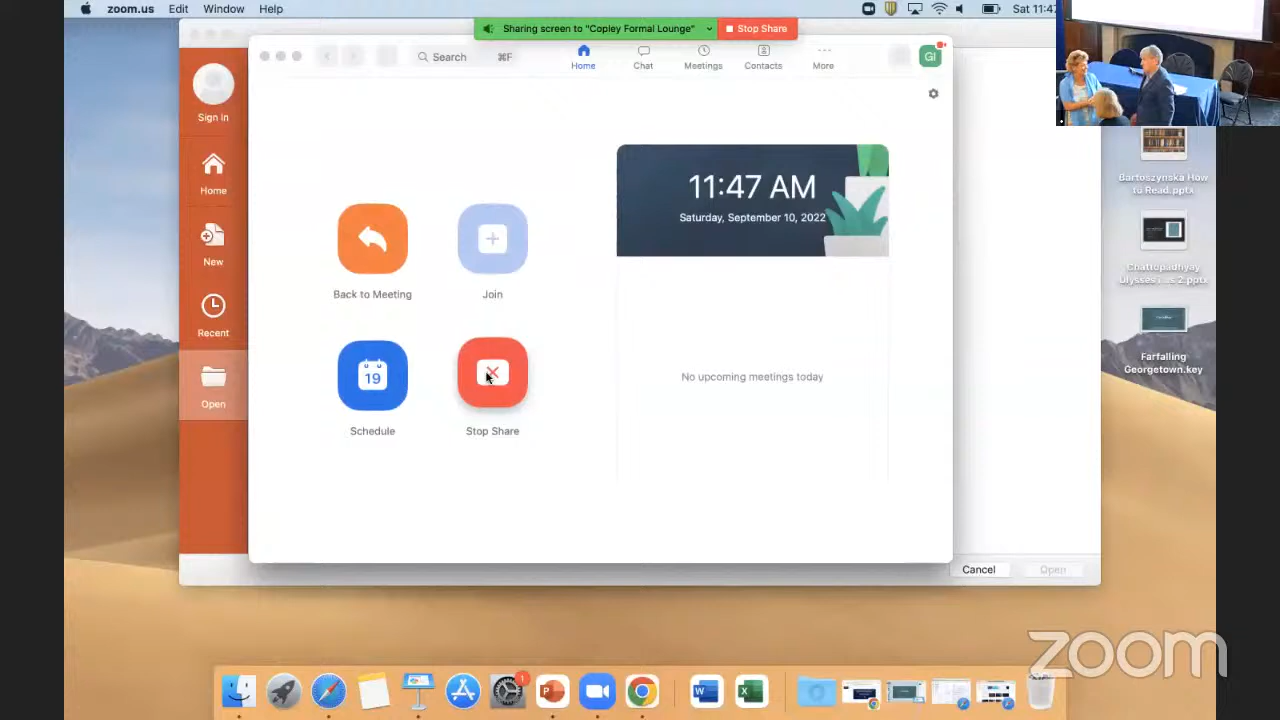 zoom.us Edit Window Help
Sat 11:47
Sharing screen to "Copley Formal Lounge"
Stop Share
Search ⌘F
Home
Chat
Meetings
Contacts
More
GI
Sign in
Home
New
Recent
Open
11:47 AM
Saturday, September 10, 2022
Back to Meeting
Join
19
Schedule
Stop Share
No upcoming meetings today
Bartoszynska How
to Read.pptx
Chattopadhyay
Ulysses i...s 2.pptx
Farfalling
Georgetown.key
Cancel
Open
zoom
1
P
W
X